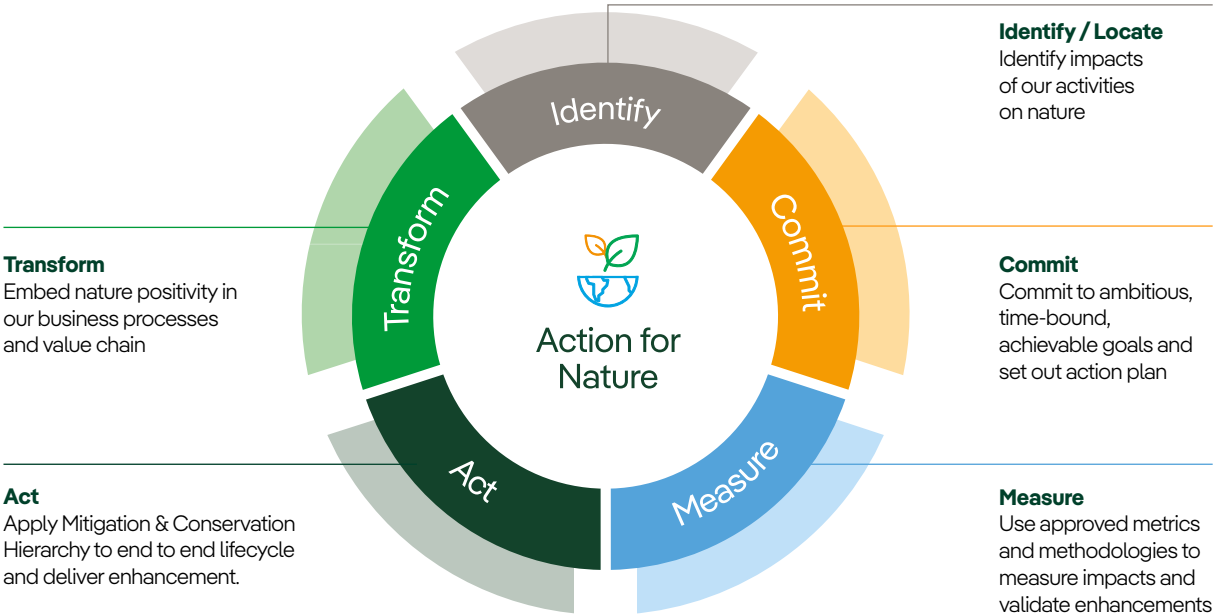 Identify / Locate
Identify impacts
of our activities
on nature
Identify
Commit
Measure
Act
Transform
Action for
Nature
Commit
Commit to ambitious,
time-bound,
achievable goals and
set out action plan
Measure
Use approved metrics
and methodologies to
measure impacts and
validate enhancements
Act
Apply Mitigation & Conservation
Hierarchy to end to end lifecycle
and deliver enhancement.
Transform
Embed nature positivity in
our business processes
and value chain